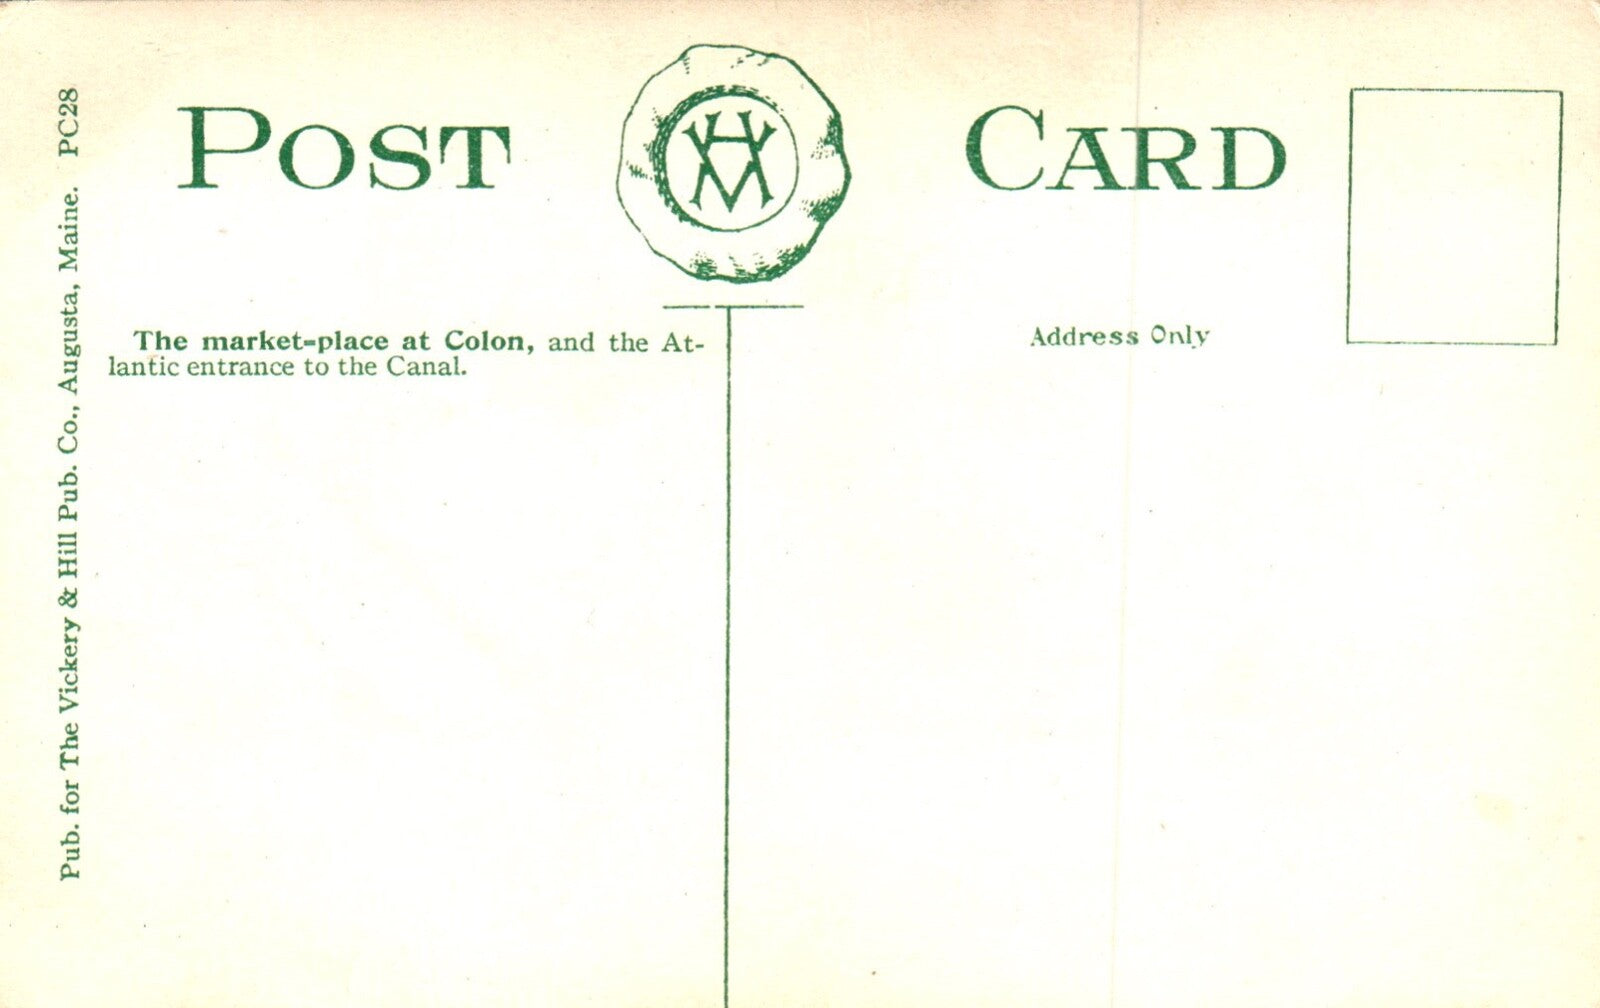 POST CARD
The market-place at Colon, and the At-
lantic entrance to the Canal.
Address Only
Pub. for The Vickery & Hill Pub. Co., Augusta, Maine. PC28